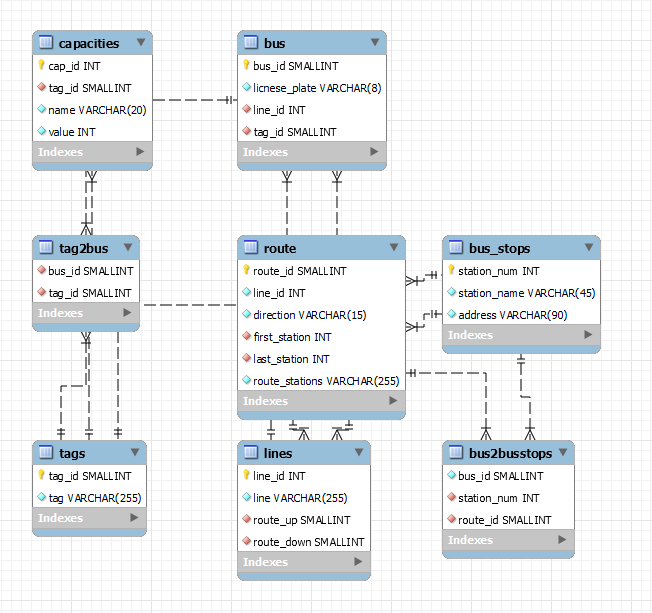 capacities
cap_id INT
tag_id SMALLINT
name VARCHAR(20)
value INT
Indexes
bus
bus_id SMALLINT
licnese_plate VARCHAR(8)
line_id INT
tag_id SMALLINT
Indexes
tag2bus
bus_id SMALLINT
tag_id SMALLINT
Indexes
route
route_id SMALLINT
line_id INT
direction VARCHAR(15)
first_station INT
last_station INT
route_stations VARCHAR(255)
Indexes
bus_stops
station_num INT
station_name VARCHAR(45)
address VARCHAR(90)
Indexes
tags
tag_id SMALLINT
tag VARCHAR(255)
Indexes
lines
line_id INT
line VARCHAR(255)
route_up SMALLINT
route_down SMALLINT
Indexes
bus2busstops
bus_id SMALLINT
station_num INT
route_id SMALLINT
Indexes